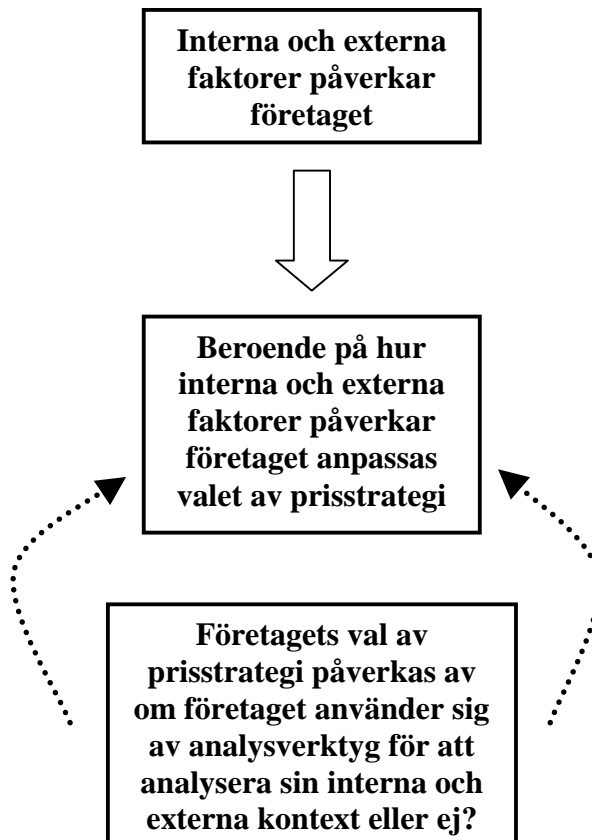 Interna och externa
faktorer påverkar
företaget
Beroende på hur
interna och externa
faktorer påverkar
företaget anpassas
valet av prisstrategi
Företagets val av
prisstrategi påverkas av
om företaget använder sig
av analysverktyg för att
analysera sin interna och
externa kontext eller ej?